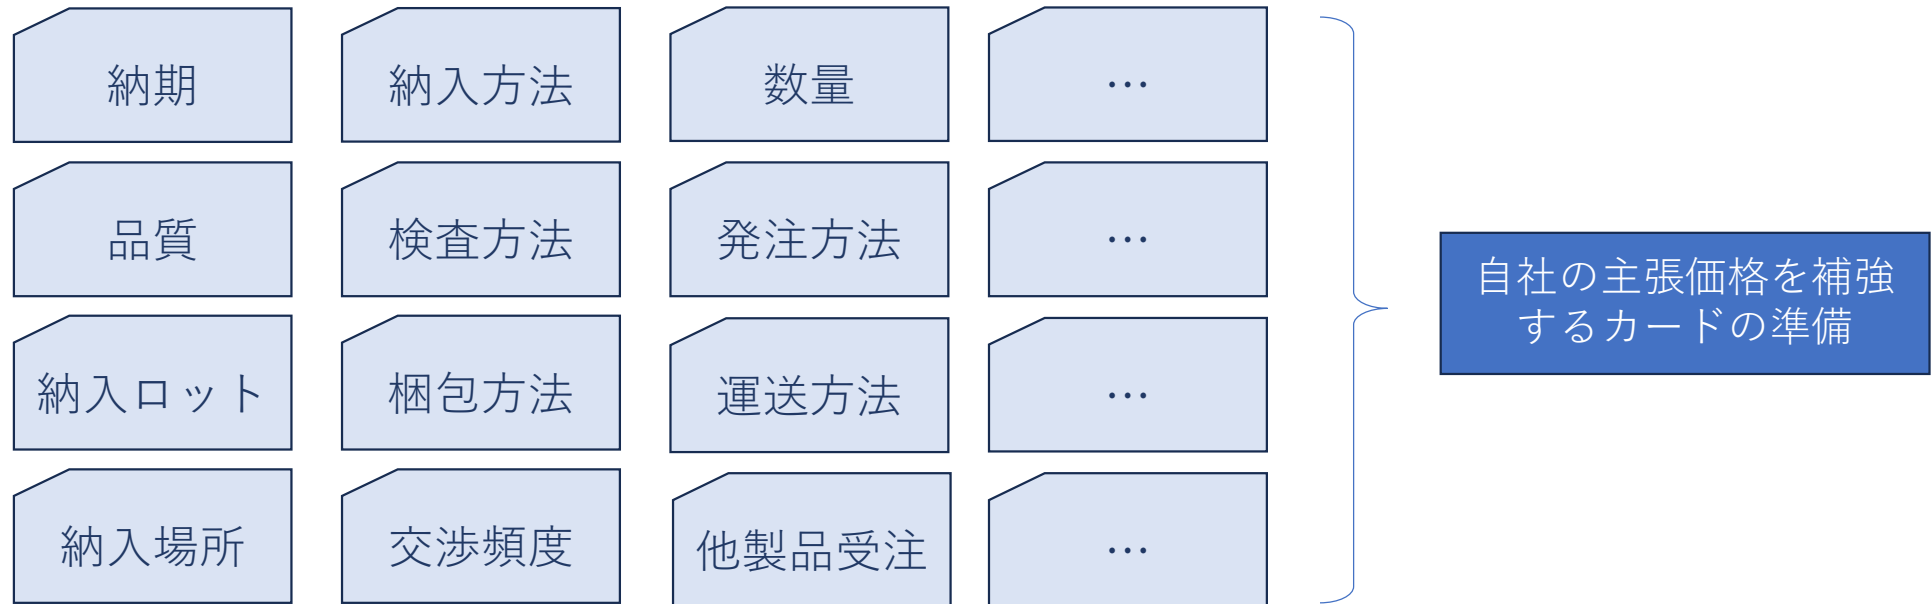 納期
納入方法
数量
…
品質
検査方法
発注方法
…
納入ロット
梱包方法
運送方法
…
納入場所
交渉頻度
他製品受注
…
自社の主張価格を補強
するカードの準備